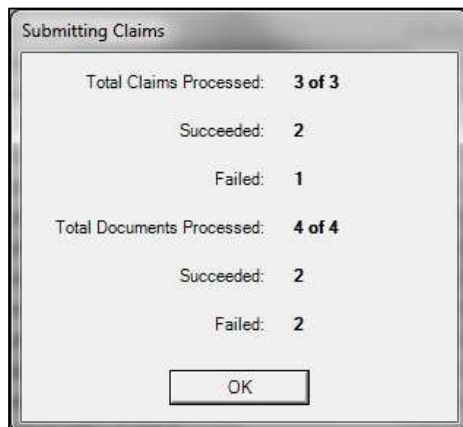 Submitting Claims
Total Claims Processed: 3 of 3
Succeeded: 2
Failed: 1
Total Documents Processed: 4 of 4
Succeeded: 2
Failed: 2
OK